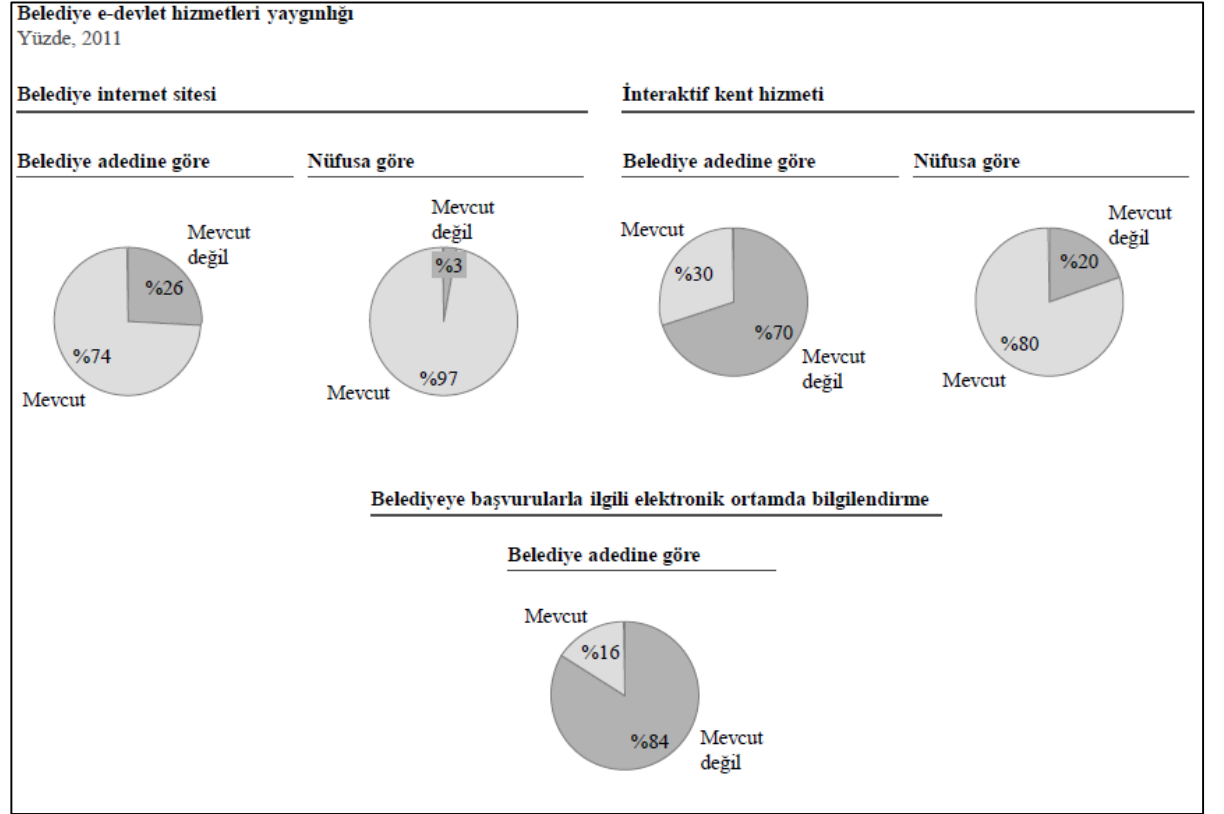 Belediye e-devlet hizmetleri yaygınlığı
Yüzde, 2011
Belediye internet sitesi
Belediye adedine göre
Mevcut
değil
%26
%74
Mevcut
Nüfusa göre
Mevcut
değil
%3
%97
Mevcut
İnteraktif kent hizmeti
Belediye adedine göre
Mevcut
%30
%70
Mevcut
değil
Nüfusa göre
Mevcut
değil
%20
%80
Mevcut
Belediyeye başvurularla ilgili elektronik ortamda bilgilendirme
Belediye adedine göre
Mevcut
%16
%84
Mevcut
değil